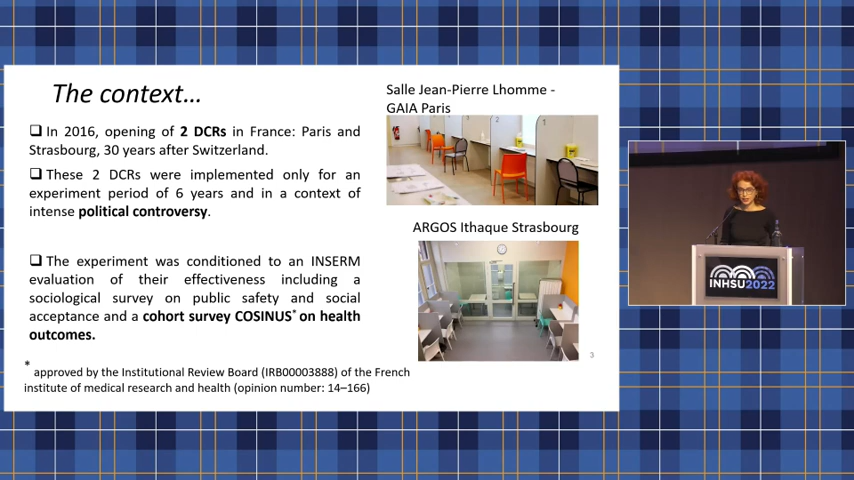 The context...
❑ In 2016, opening of 2 DCRs in France: Paris and
Strasbourg, 30 years after Switzerland.
❑ These 2 DCRs were implemented only for an
experiment period of 6 years and in a context of
intense political controversy.
❑ The experiment was conditioned to an INSERM
evaluation of their effectiveness including a
sociological survey on public safety and social
acceptance and a cohort survey COSINUS* on health
outcomes.
* approved by the Institutional Review Board (IRB00003888) of the French
institute of medical research and health (opinion number: 14–166)
Salle Jean-Pierre Lhomme -
GAIA Paris
3 2 1
ARGOS Ithaque Strasbourg
3
INHSU2022